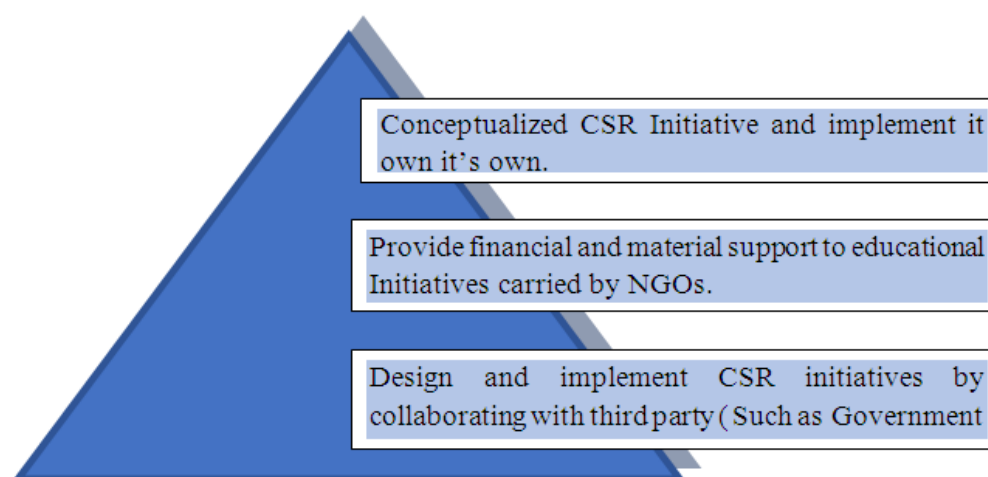 Conceptualized CSR Initiative and implement it
own it's own.
Provide financial and material support to educational
Initiatives carried by NGOs.
Design and implement CSR initiatives by
collaborating with third party ( Such as Government